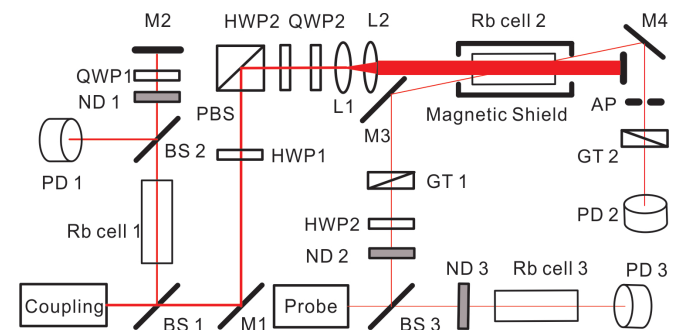 M2
HWP2
QWP2
L2
Rb cell 2
M4
QWP1
ND 1
PBS
L1
AP
Magnetic Shield
M3
BS 2
HWP1
GT 2
PD 1
GT 1
Rb cell 1
HWP2
PD 2
ND 2
ND 3
Rb cell 3
PD 3
Coupling
Probe
BS 1
M1
BS 3